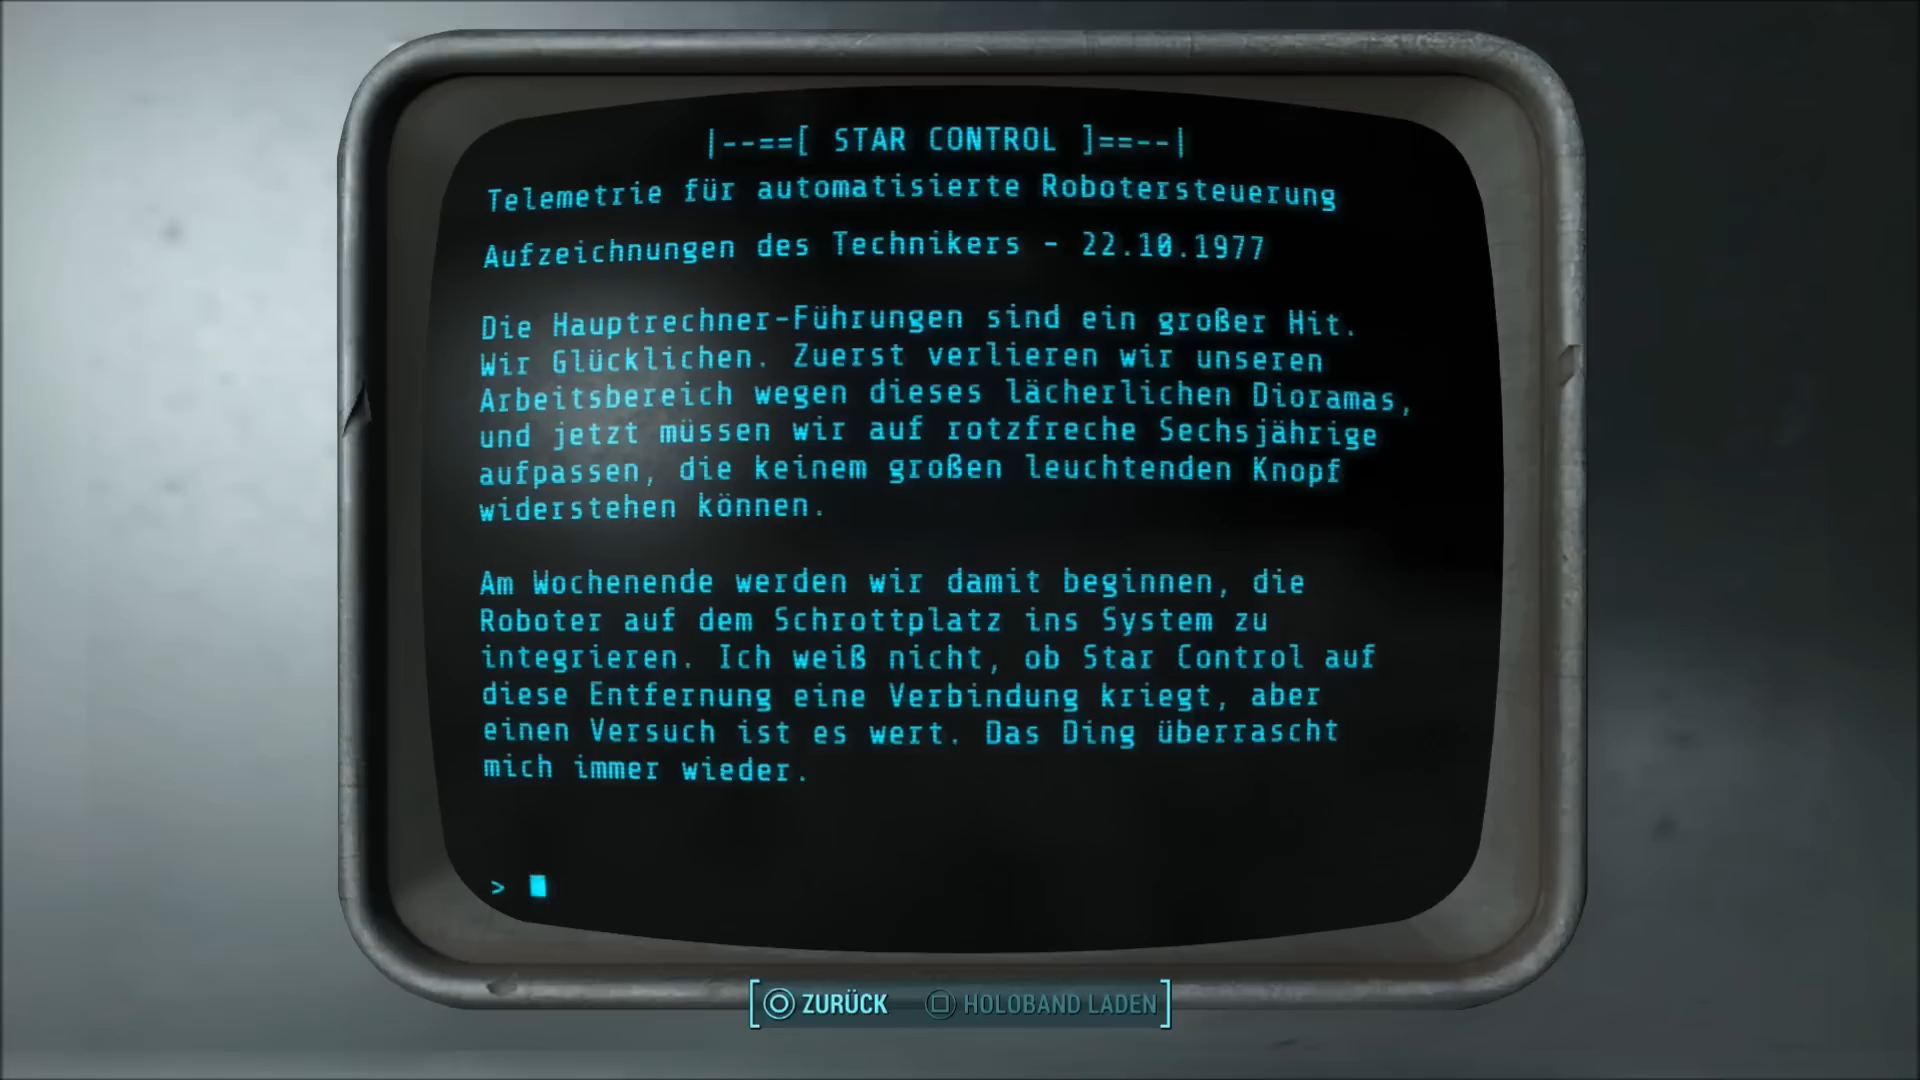 |--==[ STAR CONTROL ]==--|
Telemetrie für automatisierte Robotersteuerung
Aufzeichnungen des Technikers - 22.10.1977
Die Hauptrechner-Führungen sind ein großer Hit.
Wir Glücklichen. Zuerst verlieren wir unseren
Arbeitsbereich wegen dieses lächerlichen Dioramas,
und jetzt müssen wir auf rotzfreche Sechsjährige
aufpassen, die keinem großen leuchtenden Knopf
widerstehen können.
Am Wochenende werden wir damit beginnen, die
Roboter auf dem Schrottplatz ins System zu
integrieren. Ich weiß nicht, ob Star Control auf
diese Entfernung eine Verbindung kriegt, aber
einen Versuch ist es wert. Das Ding überrascht
mich immer wieder.
>
ZURÜCK HOLOBAND LADEN